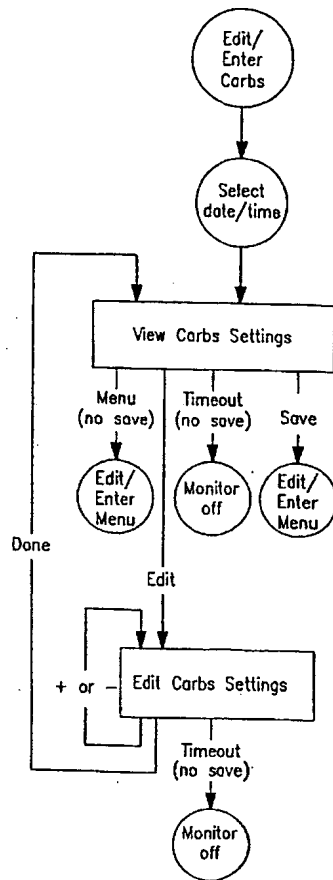 Edit/
Enter
Carbs
Select
date/time
View Carbs Settings
Menu
(no save)
Timeout
(no save)
Save
Edit/
Enter
Menu
Monitor
off
Edit/
Enter
Menu
Done
Edit
+ or -
Edit Carbs Settings
Timeout
(no save)
Monitor
off